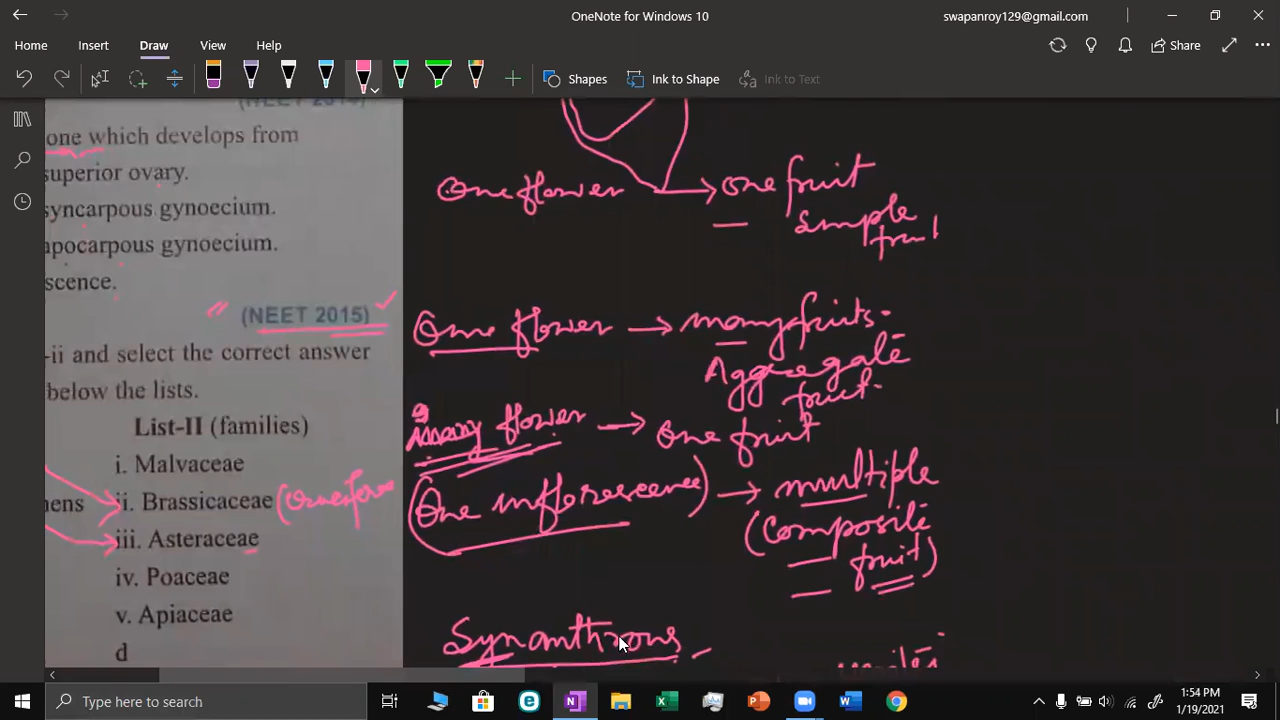 OneNote for Windows 10
swapanroy129@gmail.com
Home Insert Draw View Help
Share
Shapes Ink to Shape Ink to Text
one which develops from
superior ovary.
syncarpous gynoecium.
apocarpous gynoecium.
scence.
(NEET 2015)
-ii and select the correct answer
below the lists.
List-II (families)
i. Malvaceae
ens ii. Brassicaceae
iii. Asteraceae
iv. Poaceae
v. Apiaceae
d
One flower → one fruit
simple
fruit
One flower → many fruits.
Aggregate
fruit.
many flower → One fruit
(One inflorescence) → multiple
(composite
fruit)
Synanthrous
Type here to search
1:54 PM
1/19/2021